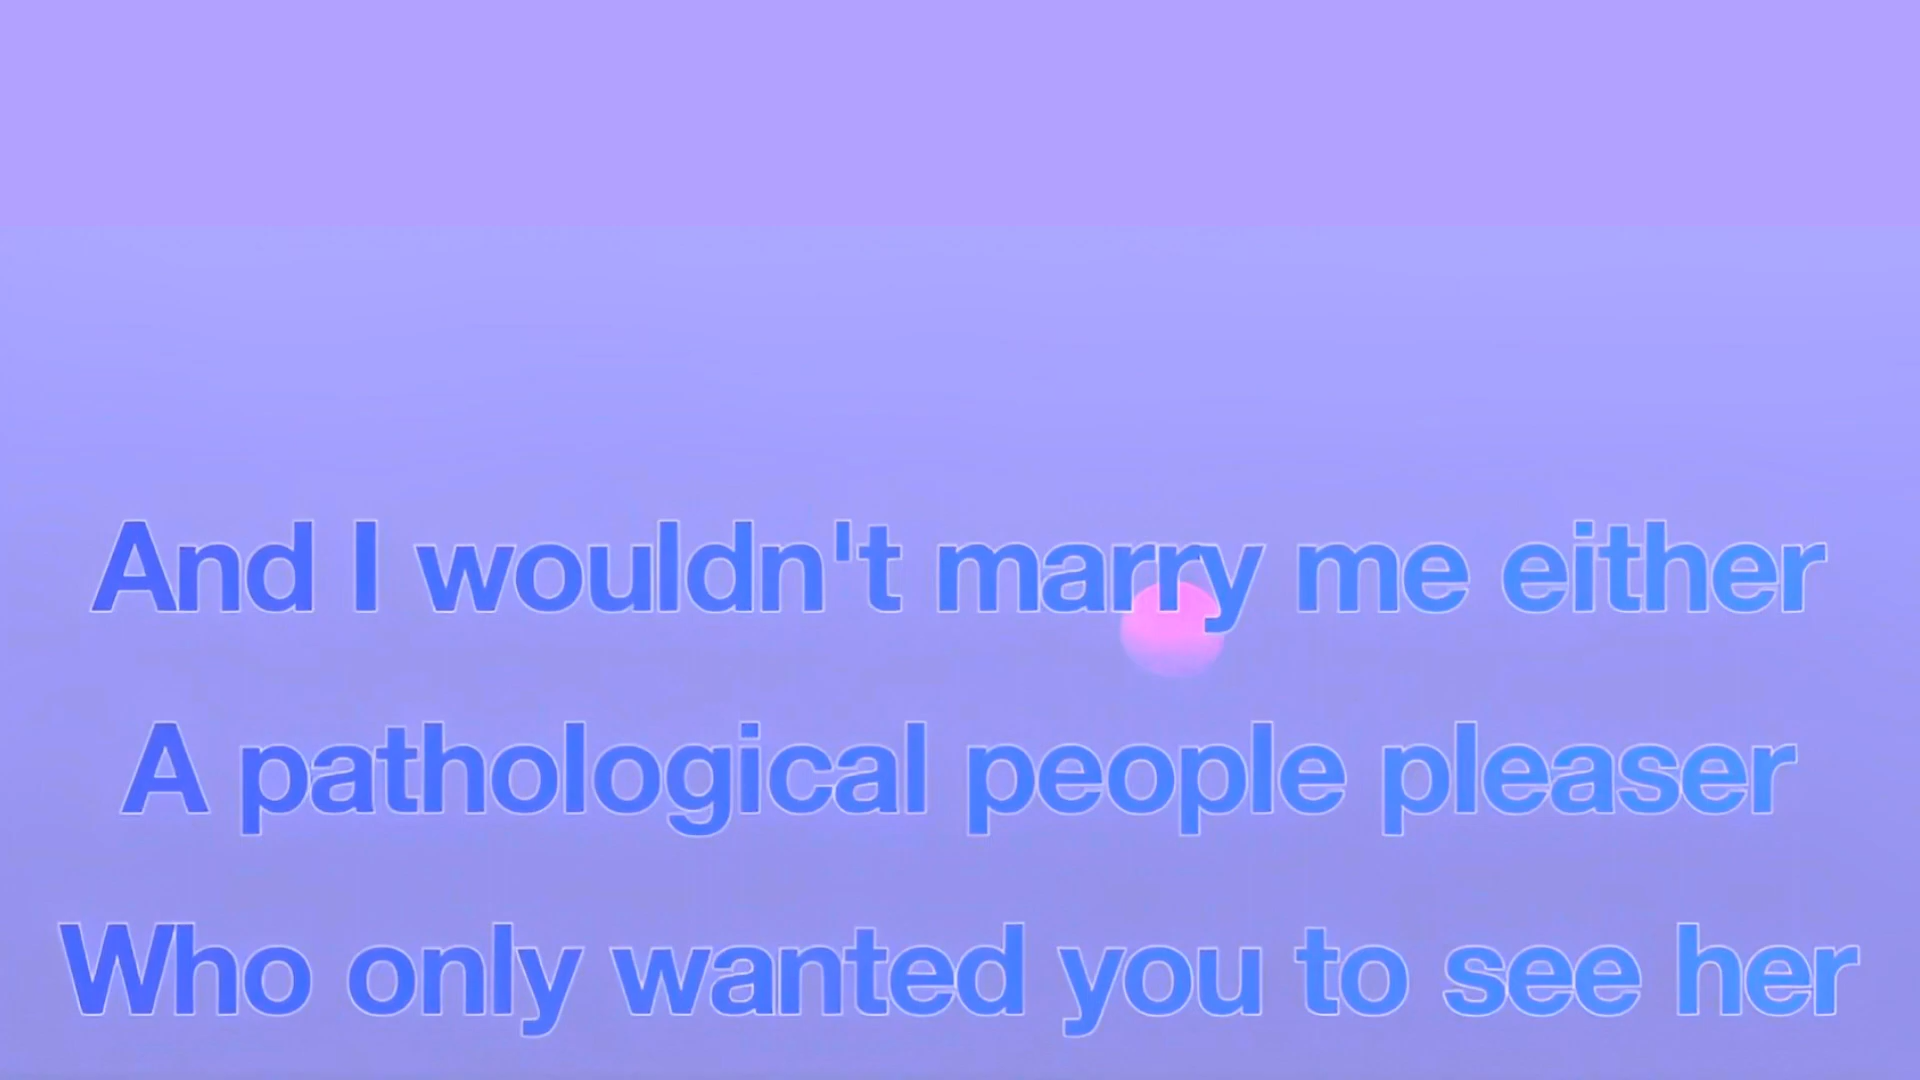 And I wouldn't marry me either
A pathological people pleaser
Who only wanted you to see her